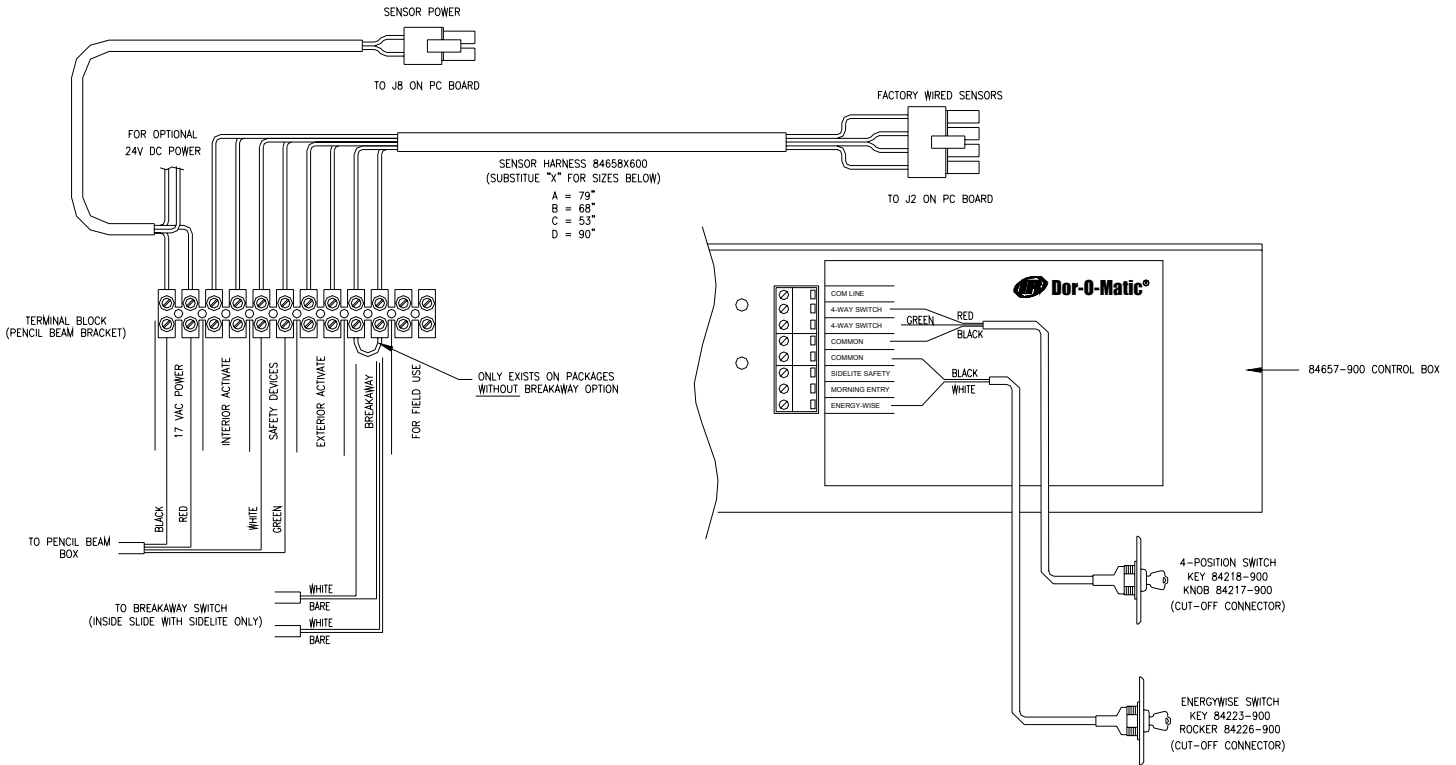 SENSOR POWER
TO J8 ON PC BOARD
FACTORY WIRED SENSORS
TO J2 ON PC BOARD
FOR OPTIONAL
24V DC POWER
SENSOR HARNESS 84658X600
(SUBSTITUE "X" FOR SIZES BELOW)
A = 79"
B = 68"
C = 53"
D = 90"
TERMINAL BLOCK
(PENCIL BEAM BRACKET)
17 VAC POWER
INTERIOR ACTIVATE
SAFETY DEVICES
EXTERIOR ACTIVATE
BREAKAWAY
FOR FIELD USE
ONLY EXISTS ON PACKAGES
WITHOUT BREAKAWAY OPTION
BLACK
RED
WHITE
GREEN
TO PENCIL BEAM
BOX
TO BREAKAWAY SWITCH
(INSIDE SLIDE WITH SIDELITE ONLY)
WHITE
BARE
WHITE
BARE
IR Dor-O-Matic®
COM LINE
4-WAY SWITCH
4-WAY SWITCH
COMMON
COMMON
SIDELITE SAFETY
MORNING ENTRY
ENERGY-WISE
GREEN
RED
BLACK
BLACK
WHITE
84657-900 CONTROL BOX
4-POSITION SWITCH
KEY 84218-900
KNOB 84217-900
(CUT-OFF CONNECTOR)
ENERGYWISE SWITCH
KEY 84223-900
ROCKER 84226-900
(CUT-OFF CONNECTOR)